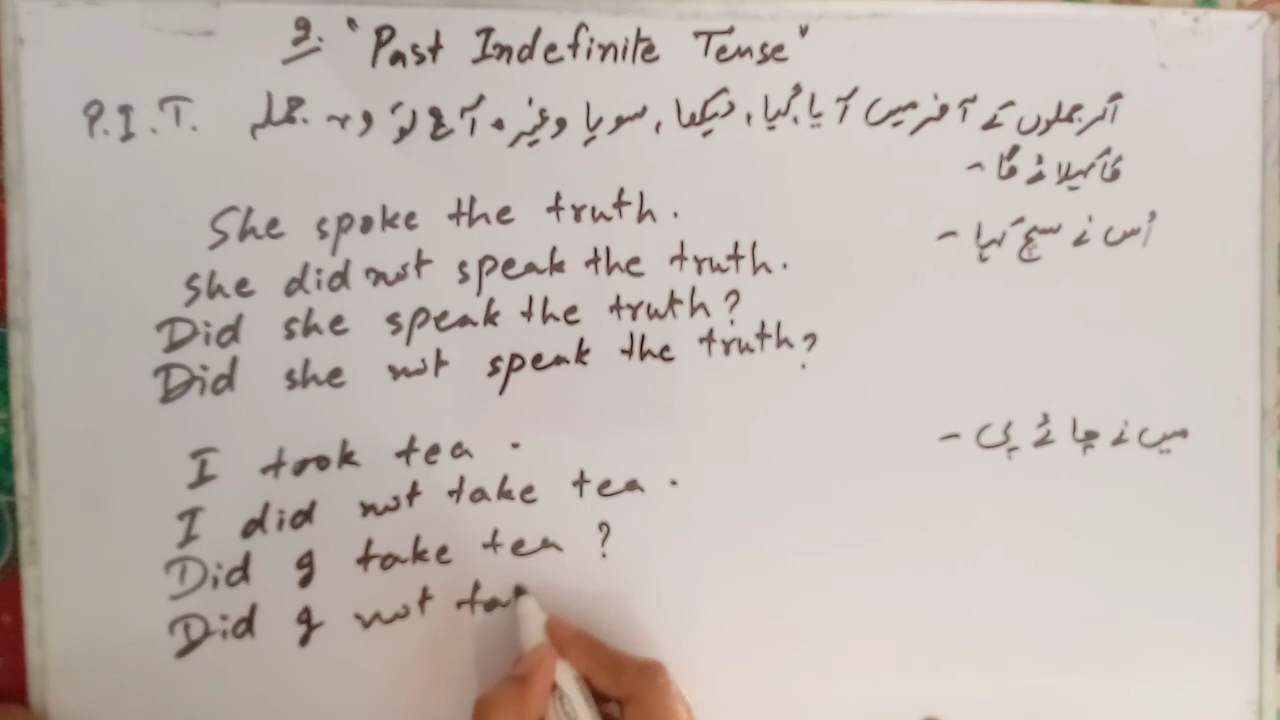 2. "Past Indefinite Tense"
P.I.T. اگر جملوں کے آخر میں آیا، گیا، دیکھا، سویا وغیرہ آئے تو وہ جملہ
کہلائے گا -
She spoke the truth. اُس نے سچ کہا -
She did not speak the truth.
Did she speak the truth?
Did she not speak the truth?
I took tea. میں نے چائے پی -
I did not take tea.
Did I take tea?
Did I not ta